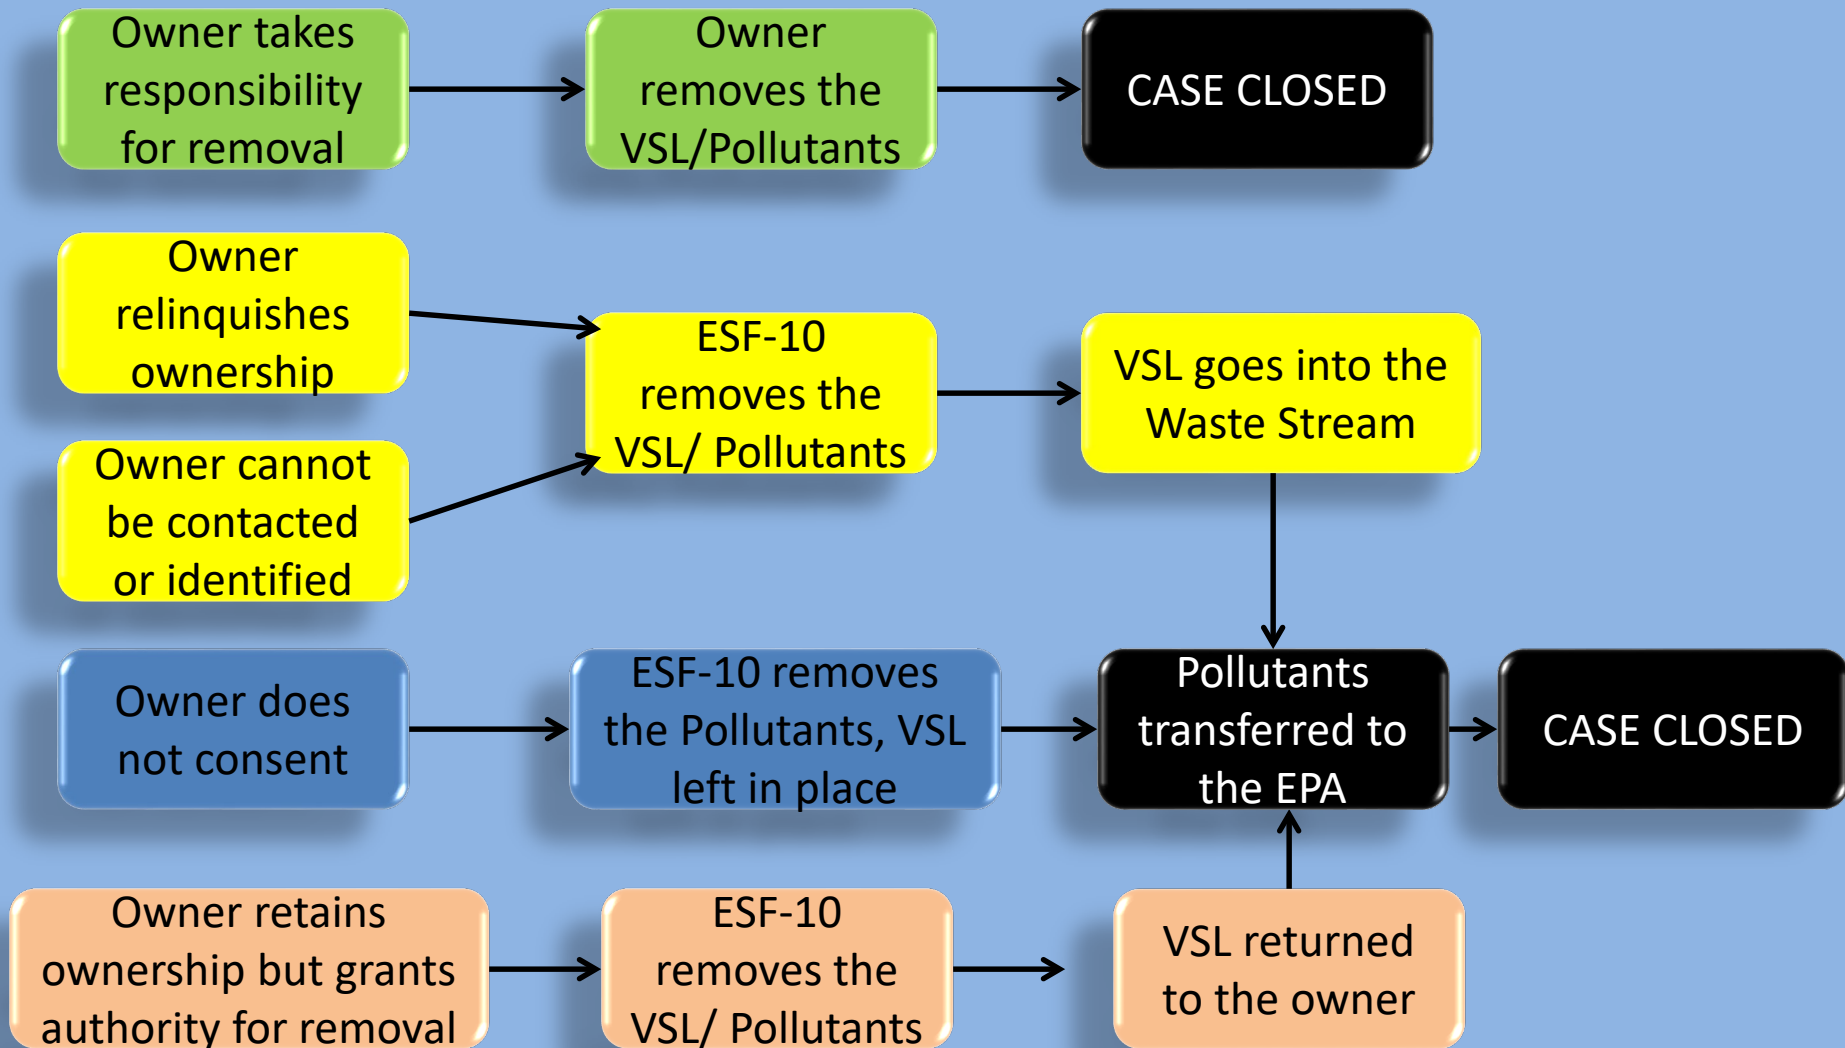 Owner takes
responsibility
for removal
Owner
removes the
VSL/Pollutants
CASE CLOSED
Owner
relinquishes
ownership
Owner cannot
be contacted
or identified
ESF-10
removes the
VSL/ Pollutants
VSL goes into the
Waste Stream
Owner does
not consent
ESF-10 removes
the Pollutants, VSL
left in place
Pollutants
transferred to
the EPA
CASE CLOSED
Owner retains
ownership but grants
authority for removal
ESF-10
removes the
VSL/ Pollutants
VSL returned
to the owner